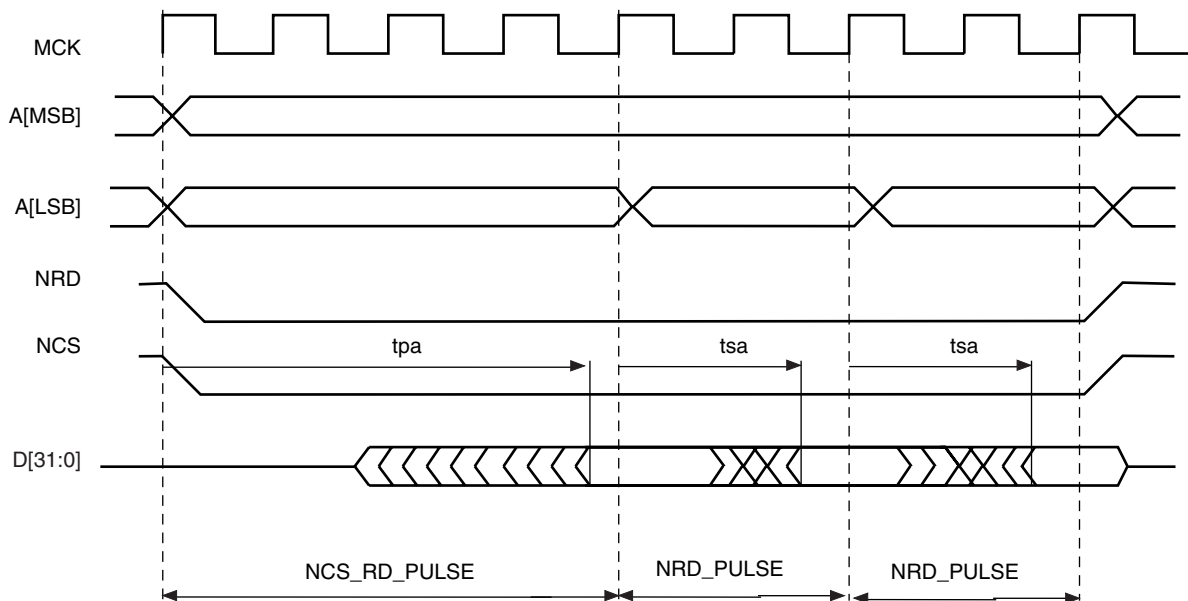 MCK
A[MSB]
A[LSB]
NRD
NCS
tpa tsa tsa
D[31:0]
NCS_RD_PULSE NRD_PULSE NRD_PULSE